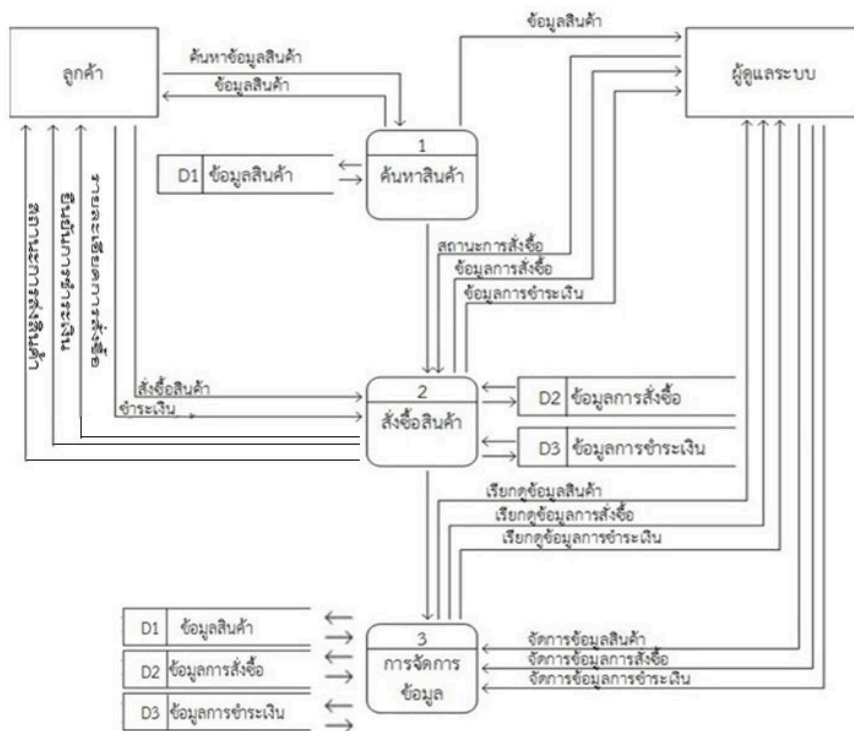 ข้อมูลสินค้า
ลูกค้า
ค้นหาข้อมูลสินค้า
ข้อมูลสินค้า
ผู้ดูแลระบบ
1
ค้นหาสินค้า
D1 ข้อมูลสินค้า
สถานะการส่งสินค้า
ยืนยันการชำระเงิน
รายละเอียดการสั่งซื้อ
สถานะการสั่งซื้อ
ข้อมูลการสั่งซื้อ
ข้อมูลการชำระเงิน
สั่งซื้อสินค้า
ชำระเงิน
2
สั่งซื้อสินค้า
D2 ข้อมูลการสั่งซื้อ
D3 ข้อมูลการชำระเงิน
เรียกดูข้อมูลสินค้า
เรียกดูข้อมูลการสั่งซื้อ
เรียกดูข้อมูลการชำระเงิน
D1 ข้อมูลสินค้า
D2 ข้อมูลการสั่งซื้อ
D3 ข้อมูลการชำระเงิน
3
การจัดการ
ข้อมูล
จัดการข้อมูลสินค้า
จัดการข้อมูลการสั่งซื้อ
จัดการข้อมูลการชำระเงิน